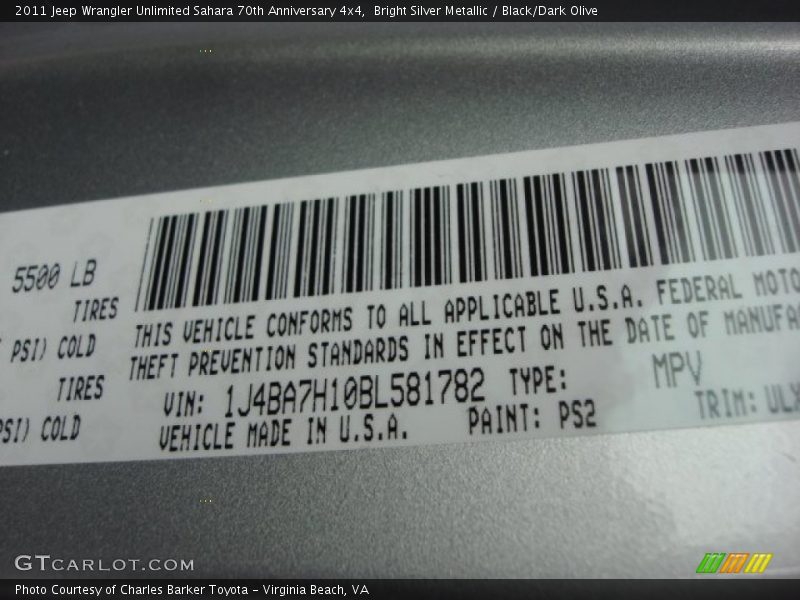 2011 Jeep Wrangler Unlimited Sahara 70th Anniversary 4x4, Bright Silver Metallic / Black/Dark Olive
5500 LB
TIRES
PSI) COLD
TIRES
PSI) COLD
THIS VEHICLE CONFORMS TO ALL APPLICABLE U.S.A. FEDERAL MOTO
THEFT PREVENTION STANDARDS IN EFFECT ON THE DATE OF MANUFA
VIN: 1J4BA7H10BL581782 TYPE: MPV
VEHICLE MADE IN U.S.A. PAINT: PS2 TRIM: ULX
GTCARLOT.COM
Photo Courtesy of Charles Barker Toyota - Virginia Beach, VA